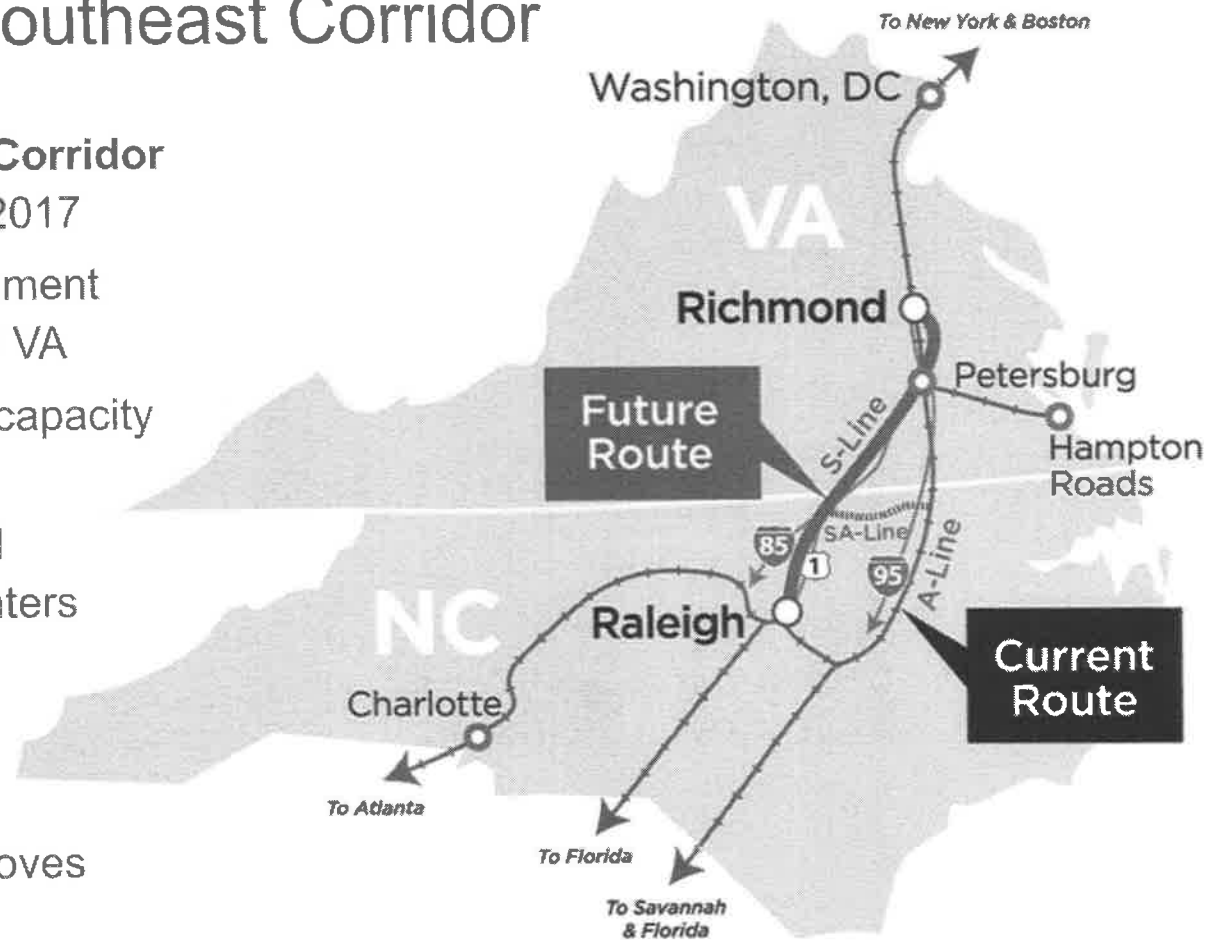 outheast Corridor
Corridor
2017
ment
VA
capacity
nters
oves
To New York & Boston
Washington, DC
VA
Richmond
Petersburg
Hampton
Roads
Future
Route
S-Line
SA-Line
A-Line
85
1
95
NC
Raleigh
Current
Route
Charlotte
To Atlanta
To Florida
To Savannah
& Florida